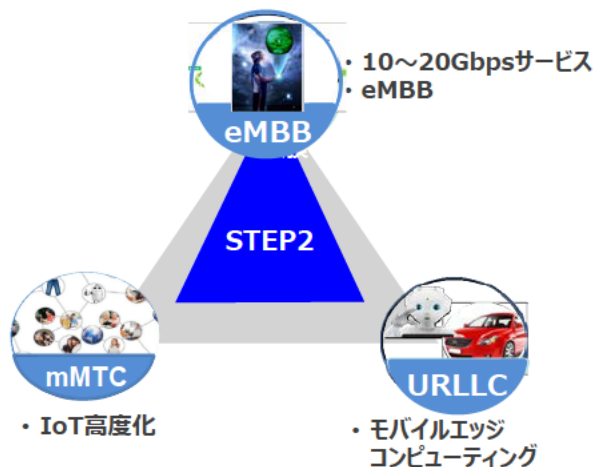 ・10～20Gbpsサービス
・eMBB
eMBB
STEP2
mMTC
URLLC
・IoT高度化
・モバイルエッジ
コンピューティング